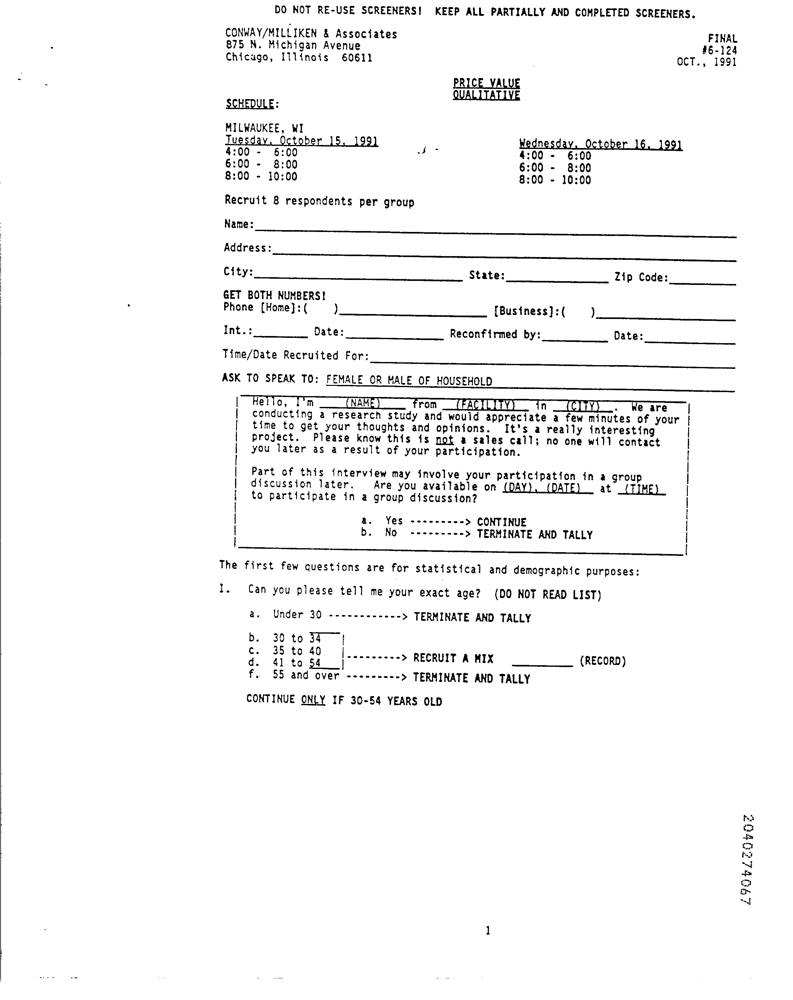 DO NOT RE-USE SCREENERS! KEEP ALL PARTIALLY AND COMPLETED SCREENERS.
CONWAY/MILLIKEN & Associates
875 N. Michigan Avenue
Chicago, Illinois 60611
FINAL
#6-124
OCT., 1991
PRICE VALUE
QUALITATIVE
SCHEDULE:
MILWAUKEE, WI
Tuesday, October 15, 1991
4:00 - 6:00
6:00 - 8:00
8:00 - 10:00
Wednesday, October 16, 1991
4:00 - 6:00
6:00 - 8:00
8:00 - 10:00
Recruit 8 respondents per group
Name:
Address:
City: State: Zip Code:
GET BOTH NUMBERS!
Phone [Home]:( ) [Business]:( )
Int.: Date: Reconfirmed by: Date:
Time/Date Recruited For:
ASK TO SPEAK TO: FEMALE OR MALE OF HOUSEHOLD
Hello, I'm (NAME) from (FACILITY) in (CITY). We are
conducting a research study and would appreciate a few minutes of your
time to get your thoughts and opinions. It's a really interesting
project. Please know this is not a sales call; no one will contact
you later as a result of your participation.
Part of this interview may involve your participation in a group
discussion later. Are you available on (DAY), (DATE) at (TIME)
to participate in a group discussion?
a. Yes ---------> CONTINUE
b. No ---------> TERMINATE AND TALLY
The first few questions are for statistical and demographic purposes:
1. Can you please tell me your exact age? (DO NOT READ LIST)
a. Under 30 ------------> TERMINATE AND TALLY
b. 30 to 34
c. 35 to 40
d. 41 to 54 ---------> RECRUIT A MIX ________ (RECORD)
f. 55 and over ---------> TERMINATE AND TALLY
CONTINUE ONLY IF 30-54 YEARS OLD
2040274067
1